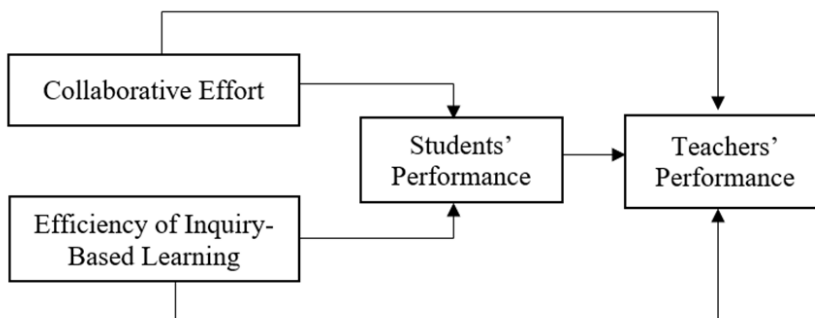 Collaborative Effort
Students’
Performance
Teachers’
Performance
Efficiency of Inquiry-
Based Learning